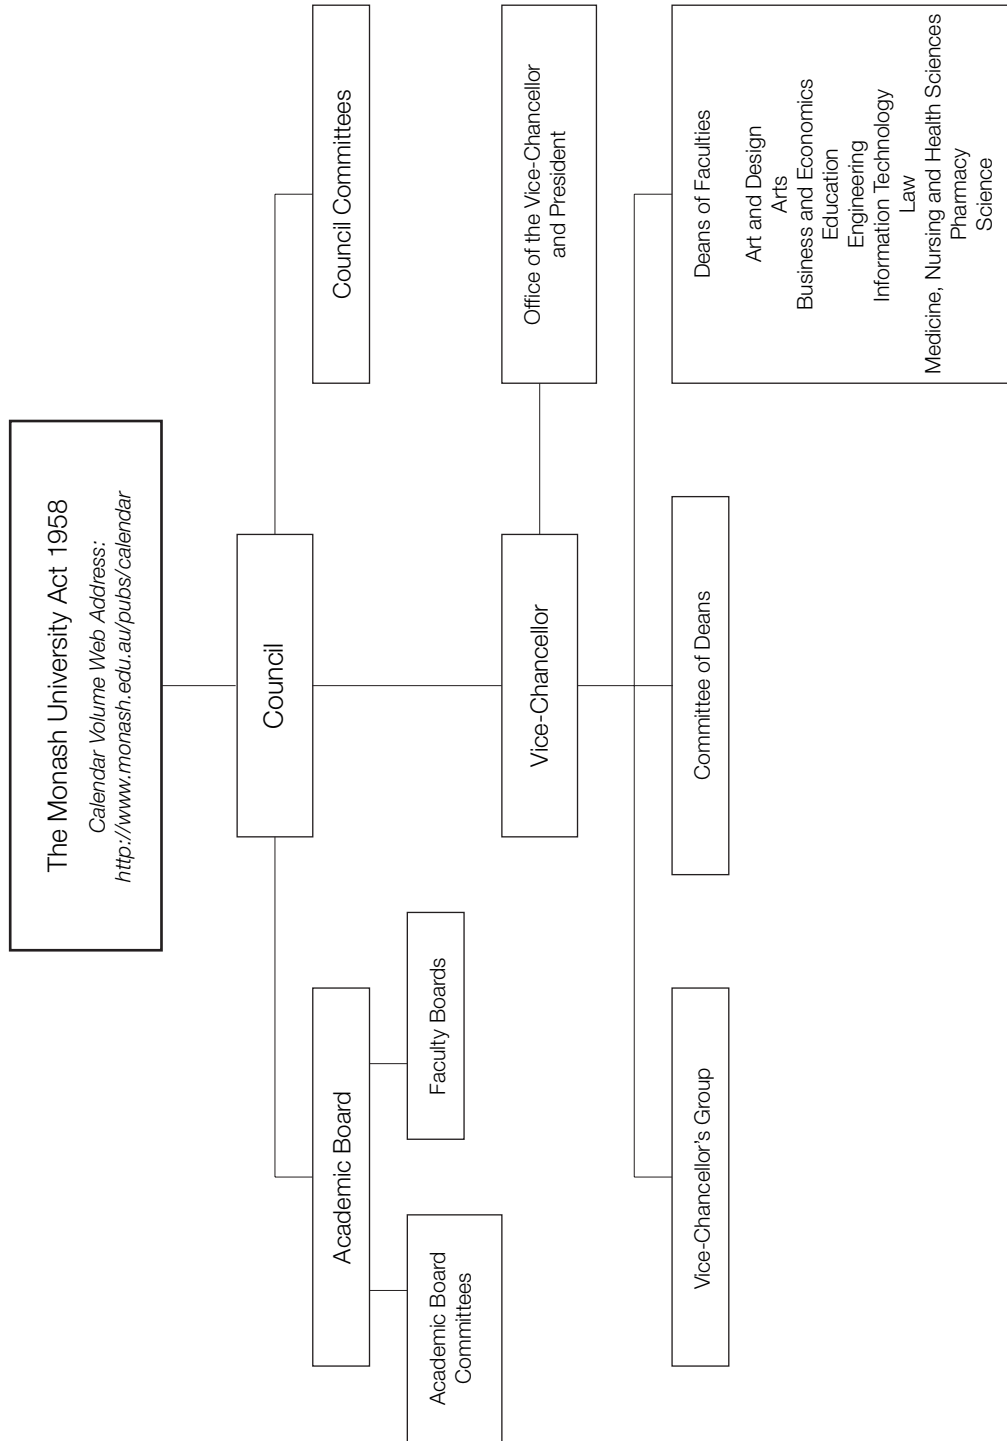 The Monash University Act 1958
Calendar Volume Web Address:
http://www.monash.edu.au/pubs/calendar
Council
Academic Board
Council Committees
Academic Board
Committees
Faculty Boards
Vice-Chancellor
Office of the Vice-Chancellor
and President
Vice-Chancellor's Group
Committee of Deans
Deans of Faculties
Art and Design
Arts
Business and Economics
Education
Engineering
Information Technology
Law
Medicine, Nursing and Health Sciences
Pharmacy
Science